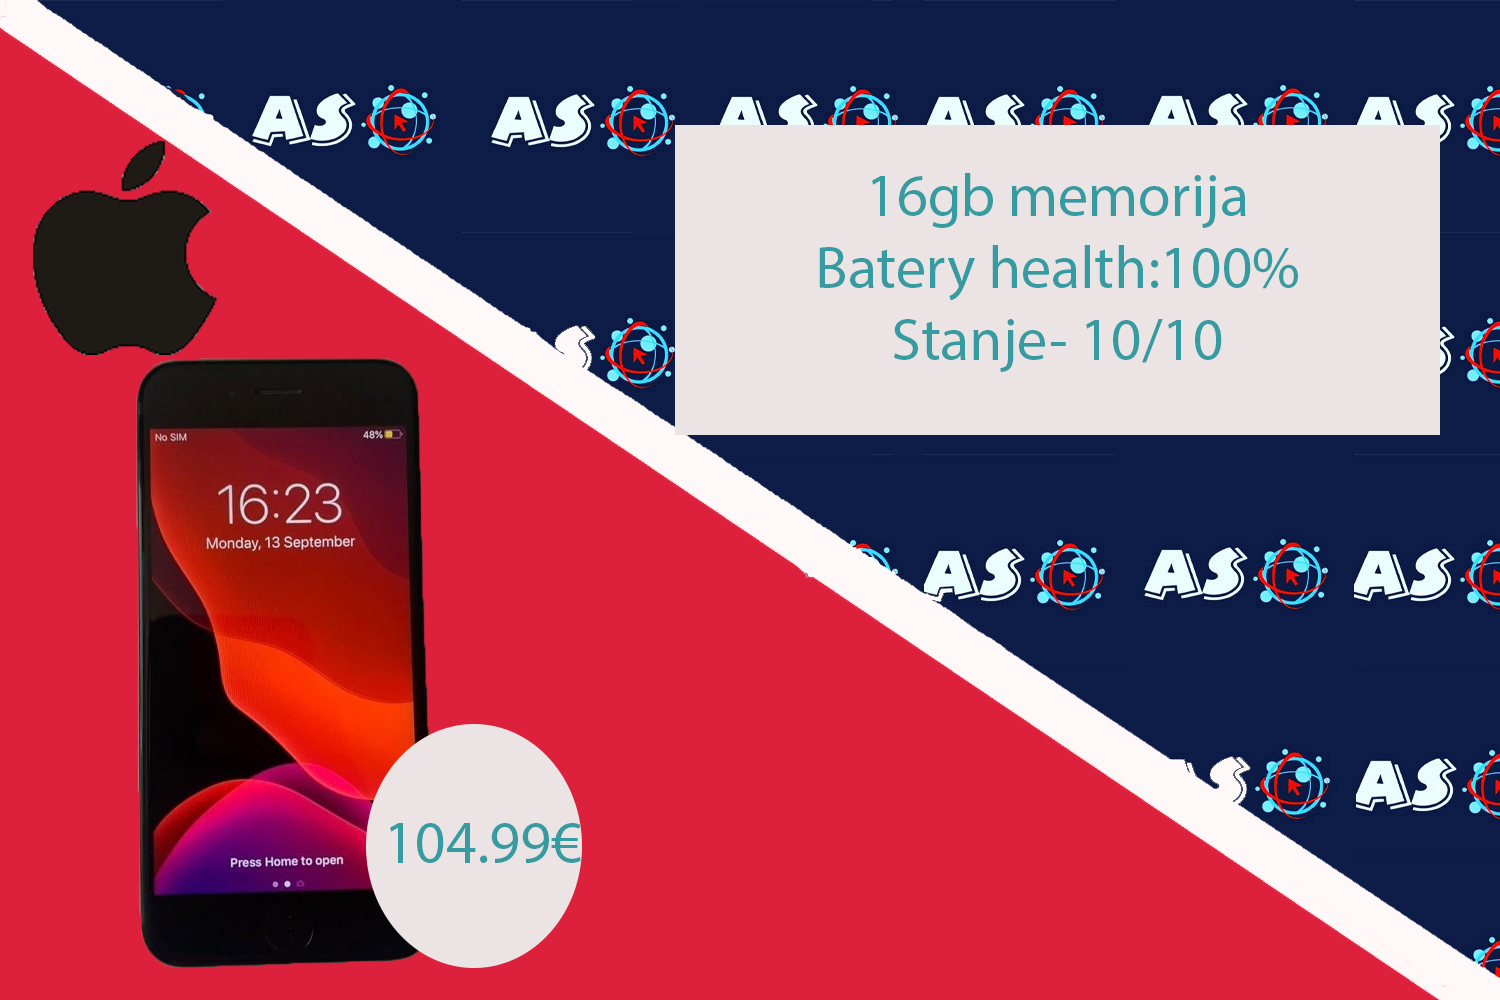 AS AS AS AS AS AS
16gb memorija
Batery health:100%
Stanje- 10/10
S
No SIM 48%
16:23
Monday, 13 September
AS AS AS
Press Home to open
104.99€
S AS